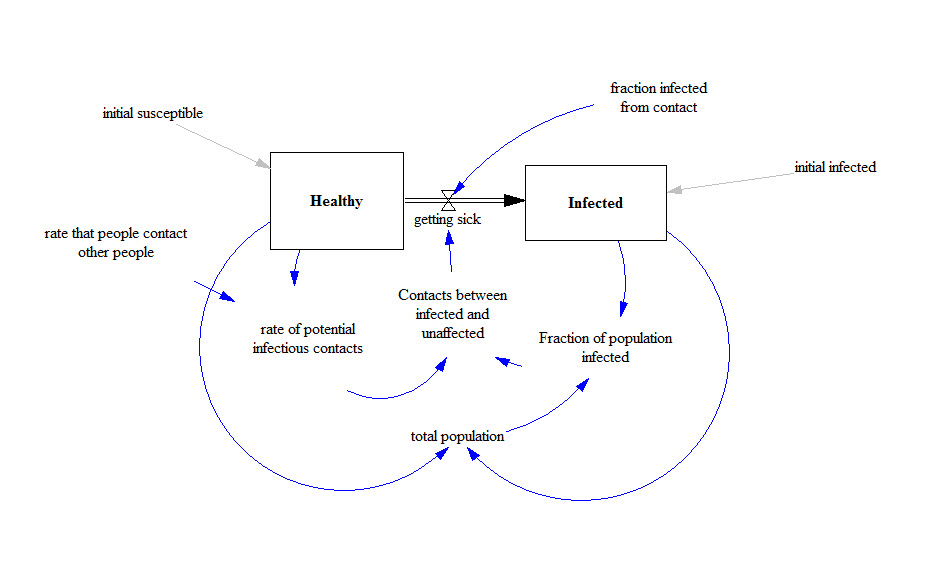 fraction infected
from contact
initial susceptible
initial infected
Healthy
Infected
getting sick
rate that people contact
other people
Contacts between
infected and
unaffected
rate of potential
infectious contacts
Fraction of population
infected
total population